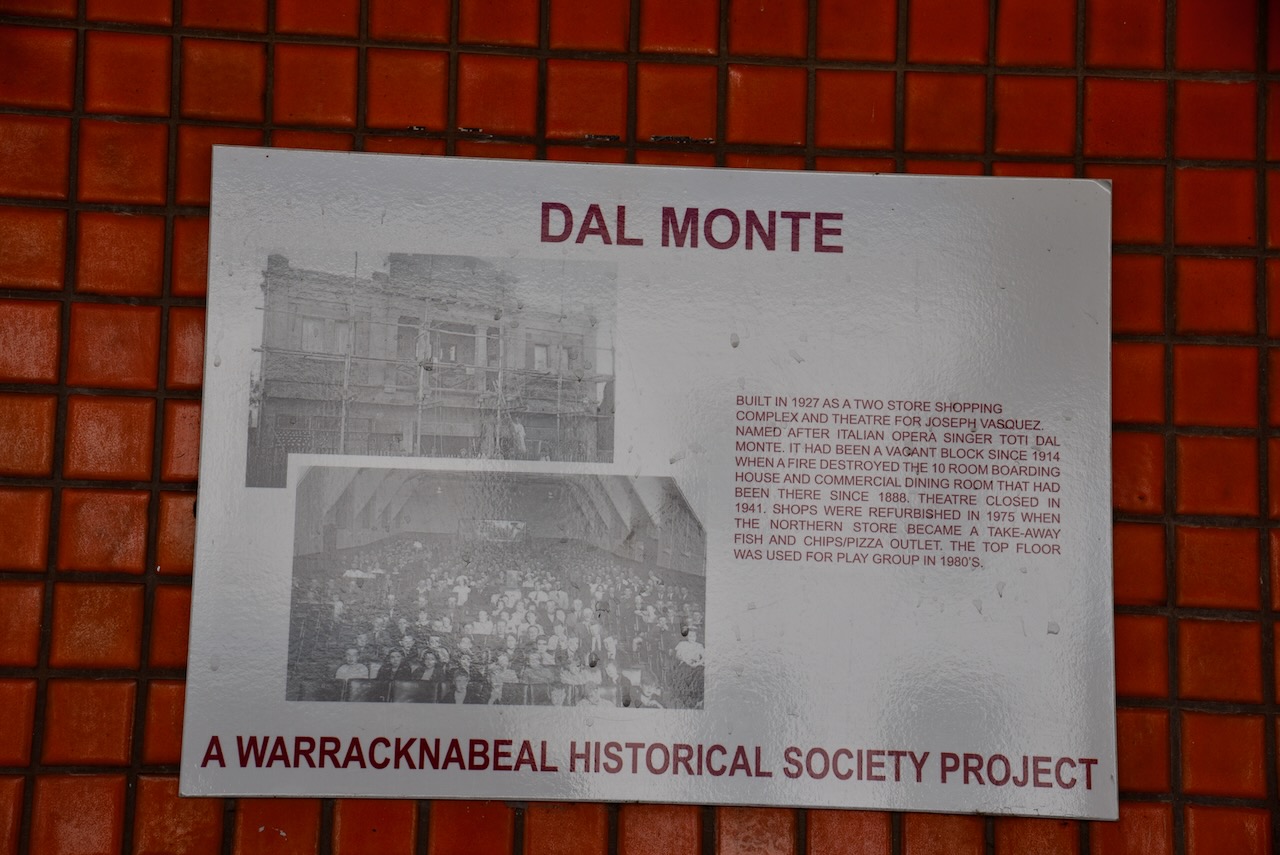 DAL MONTE
BUILT IN 1927 AS A TWO STORE SHOPPING
COMPLEX AND THEATRE FOR JOSEPH VASQUEZ.
NAMED AFTER ITALIAN OPERA SINGER TOTI DAL
MONTE. IT HAD BEEN A VACANT BLOCK SINCE 1914
WHEN A FIRE DESTROYED THE 10 ROOM BOARDING
HOUSE AND COMMERCIAL DINING ROOM THAT HAD
BEEN THERE SINCE 1888. THEATRE CLOSED IN
1941. SHOPS WERE REFURBISHED IN 1975 WHEN
THE NORTHERN STORE BECAME A TAKE-AWAY
FISH AND CHIPS/PIZZA OUTLET. THE TOP FLOOR
WAS USED FOR PLAY GROUP IN 1980'S.
A WARRACKNABEAL HISTORICAL SOCIETY PROJECT